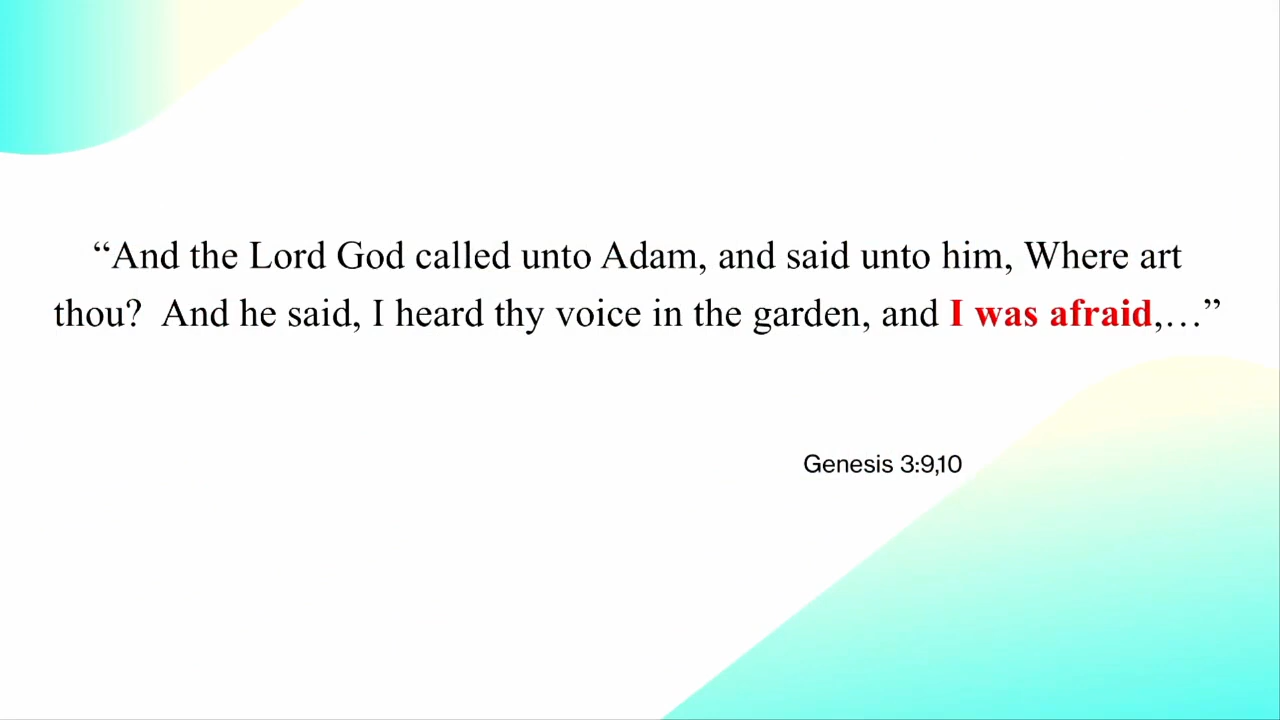 “And the Lord God called unto Adam, and said unto him, Where art
thou?  And he said, I heard thy voice in the garden, and I was afraid,…”
Genesis 3:9,10